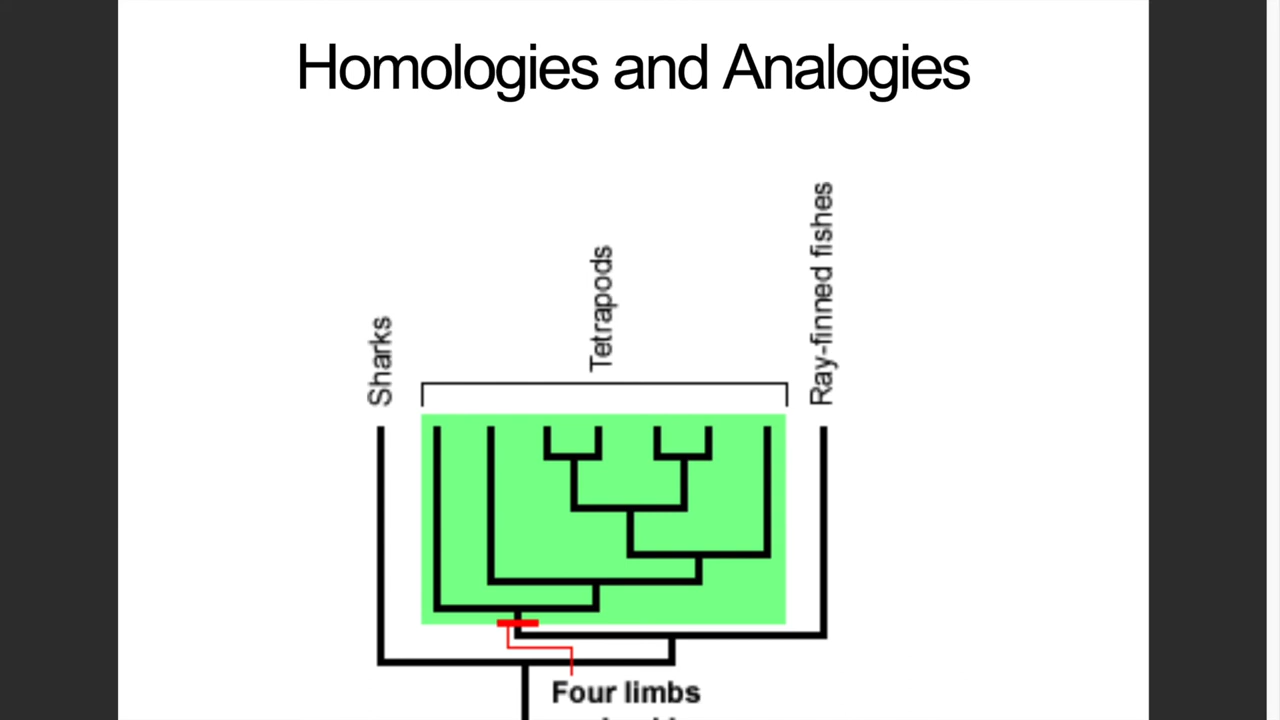 Homologies and Analogies
Sharks
Tetrapods
Ray-finned fishes
Four limbs